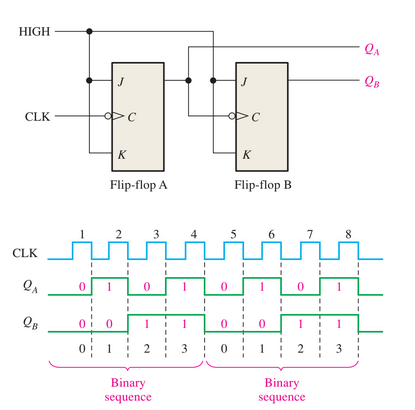 HIGH
Q_A
J J Q_B
CLK C C
K K
Flip-flop A Flip-flop B
1 2 3 4 5 6 7 8
CLK
Q_A 0 1 0 1 0 1 0 1
Q_B 0 0 1 1 0 0 1 1
0 1 2 3 0 1 2 3
Binary Binary
sequence sequence